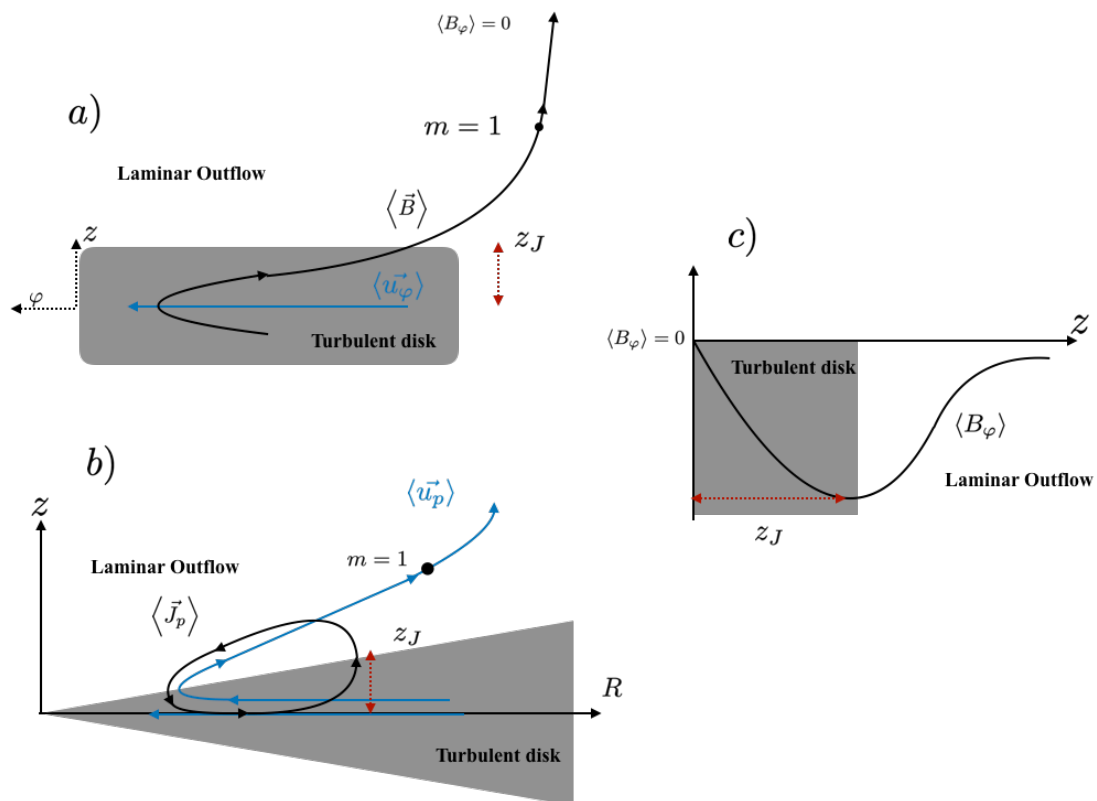 ⟨B_φ⟩ = 0
a)
m = 1
Laminar Outflow
⟨B⃗⟩
z
z_J
φ
⟨u⃗_φ⟩
Turbulent disk
c)
z
⟨B_φ⟩ = 0
Turbulent disk
⟨B_φ⟩
Laminar Outflow
z_J
b)
⟨u⃗_p⟩
z
m = 1
Laminar Outflow
⟨J⃗_p⟩
z_J
R
Turbulent disk